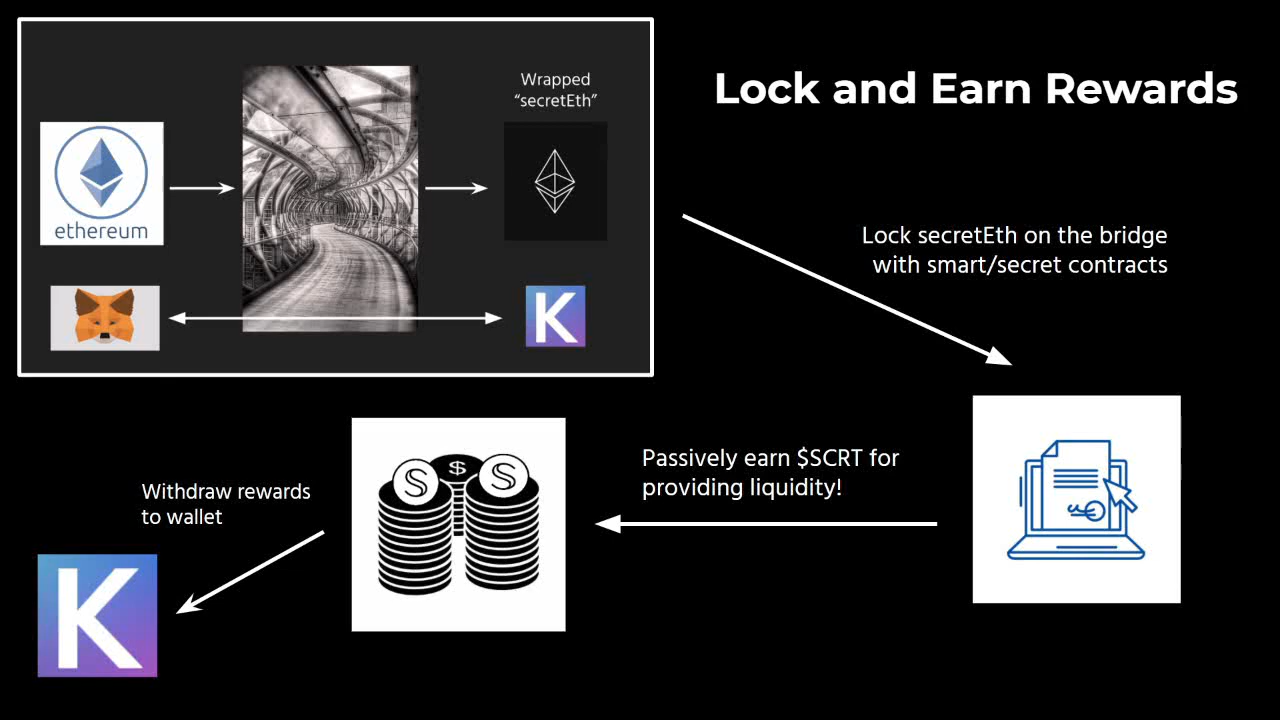 Lock and Earn Rewards
Wrapped
“secretEth”
ethereum
K
Lock secretEth on the bridge
with smart/secret contracts
Passively earn $SCRT for
providing liquidity!
S $ S
Withdraw rewards
to wallet
K